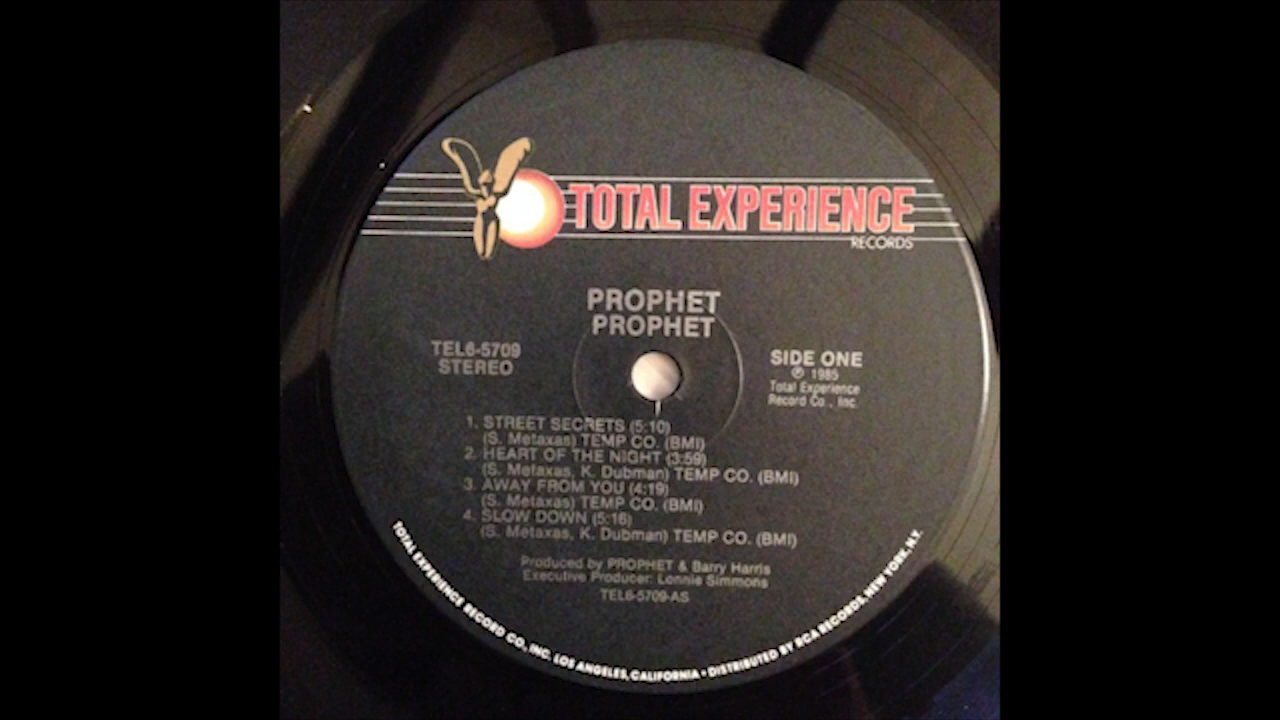 TOTAL EXPERIENCE
RECORDS
PROPHET
PROPHET
TEL6-5709
STEREO
SIDE ONE
℗ 1985
Total Experience
Record Co., Inc.
1. STREET SECRETS (5:10)
(S. Metaxas) TEMP CO. (BMI)
2. HEART OF THE NIGHT (3:59)
(S. Metaxas, K. Dubman) TEMP CO. (BMI)
3. AWAY FROM YOU (4:19)
(S. Metaxas) TEMP CO. (BMI)
4. SLOW DOWN (5:16)
(S. Metaxas, K. Dubman) TEMP CO. (BMI)
Produced by PROPHET & Barry Harris
Executive Producer: Lonnie Simmons
TEL6-5709-AS
TOTAL EXPERIENCE RECORD CO., INC. LOS ANGELES, CALIFORNIA • DISTRIBUTED BY RCA RECORDS, NEW YORK, N.Y.